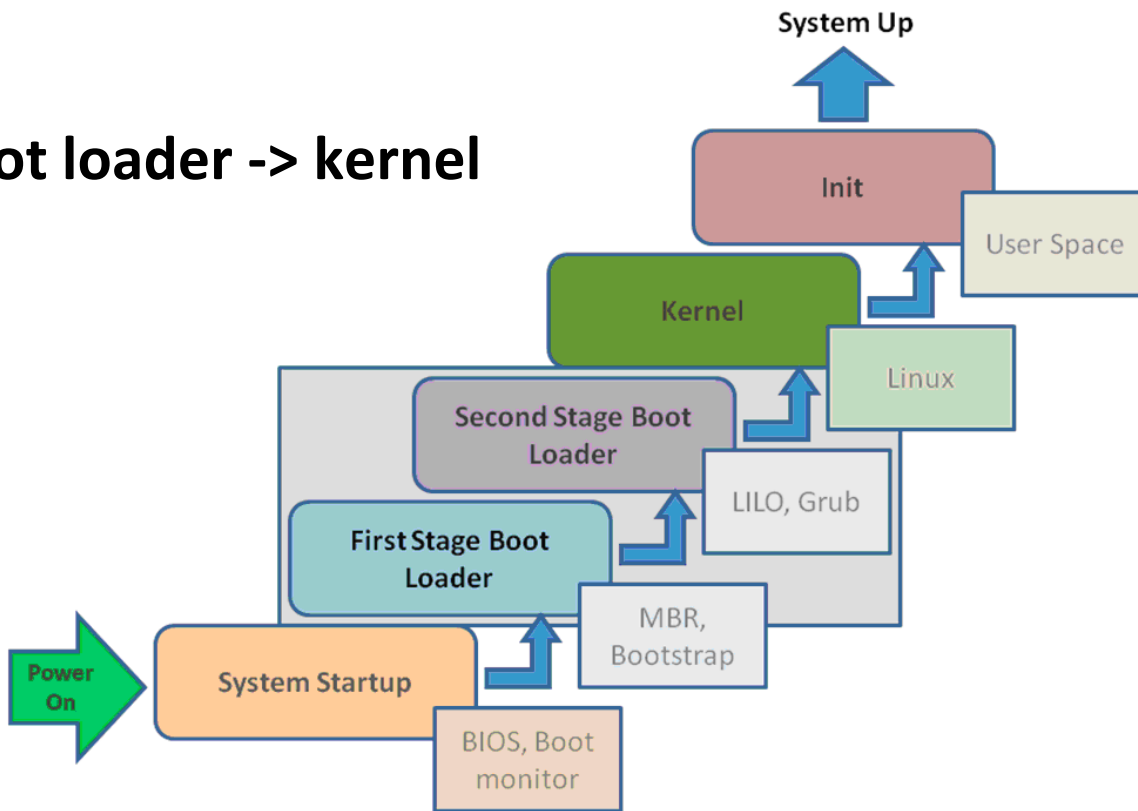 System Up
ot loader -> kernel
Init
User Space
Kernel
Linux
Second Stage Boot
Loader
LILO, Grub
First Stage Boot
Loader
MBR,
Bootstrap
Power
On
System Startup
BIOS, Boot
monitor